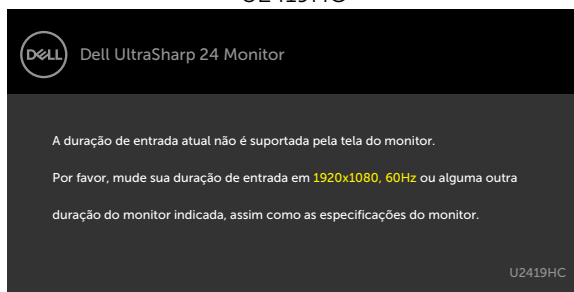 U2419HC
DELL Dell UltraSharp 24 Monitor
A duração de entrada atual não é suportada pela tela do monitor.
Por favor, mude sua duração de entrada em 1920x1080, 60Hz ou alguma outra
duração do monitor indicada, assim como as especificações do monitor.
U2419HC